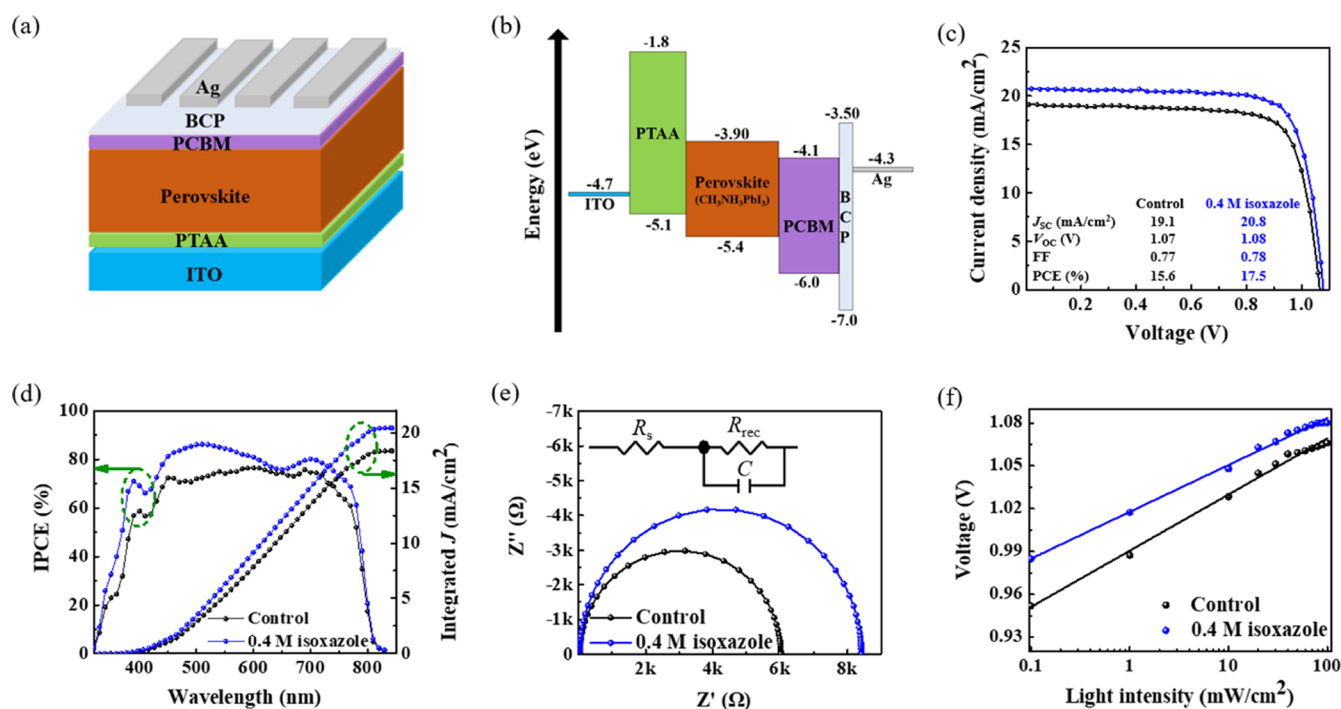 (a)
Ag
BCP
PCBM
Perovskite
PTAA
ITO
(b)
Energy (eV)
-4.7
ITO
-1.8
PTAA
-5.1
-3.90
Perovskite
(CH3NH3PbI3)
-5.4
-4.1
PCBM
-6.0
-3.50
B
C
P
-7.0
-4.3
Ag
(c)
Current density (mA/cm²)
25
20
15
10
5
0
Control 0.4 M isoxazole
JSC (mA/cm²) 19.1 20.8
VOC (V) 1.07 1.08
FF 0.77 0.78
PCE (%) 15.6 17.5
0.2 0.4 0.6 0.8 1.0
Voltage (V)
(d)
IPCE (%)
100
80
60
40
20
0
Control
0.4 M isoxazole
20
15
10
5
0
Integrated J (mA/cm²)
400 500 600 700 800
Wavelength (nm)
(e)
Z'' (Ω)
-7k
-6k
-5k
-4k
-3k
-2k
-1k
0
Rs
Rrec
C
Control
0.4 M isoxazole
2k 4k 6k 8k
Z' (Ω)
(f)
Voltage (V)
1.08
1.05
1.02
0.99
0.96
0.93
Control
0.4 M isoxazole
0.1 1 10 100
Light intensity (mW/cm²)